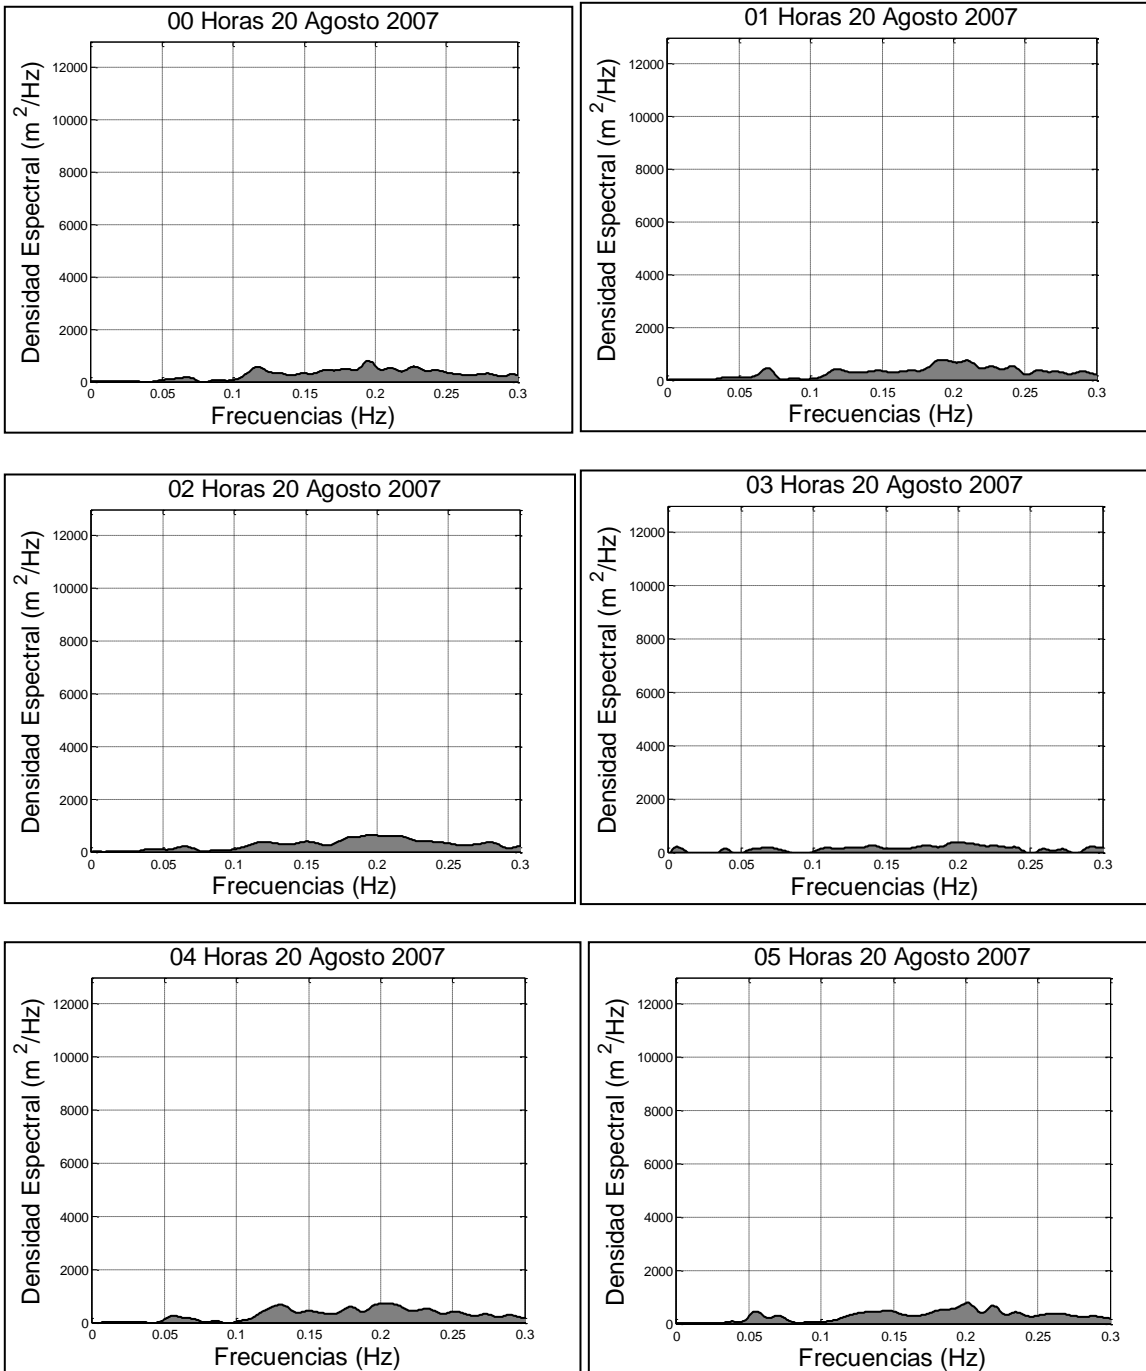 00 Horas 20 Agosto 2007
Densidad Espectral (m ²/Hz)
12000
10000
8000
6000
4000
2000
0
0 0.05 0.1 0.15 0.2 0.25 0.3
Frecuencias (Hz)
01 Horas 20 Agosto 2007
Densidad Espectral (m ²/Hz)
12000
10000
8000
6000
4000
2000
0
0 0.05 0.1 0.15 0.2 0.25 0.3
Frecuencias (Hz)
02 Horas 20 Agosto 2007
Densidad Espectral (m ²/Hz)
12000
10000
8000
6000
4000
2000
0
0 0.05 0.1 0.15 0.2 0.25 0.3
Frecuencias (Hz)
03 Horas 20 Agosto 2007
Densidad Espectral (m ²/Hz)
12000
10000
8000
6000
4000
2000
0
0 0.05 0.1 0.15 0.2 0.25 0.3
Frecuencias (Hz)
04 Horas 20 Agosto 2007
Densidad Espectral (m ²/Hz)
12000
10000
8000
6000
4000
2000
0
0 0.05 0.1 0.15 0.2 0.25 0.3
Frecuencias (Hz)
05 Horas 20 Agosto 2007
Densidad Espectral (m ²/Hz)
12000
10000
8000
6000
4000
2000
0
0 0.05 0.1 0.15 0.2 0.25 0.3
Frecuencias (Hz)